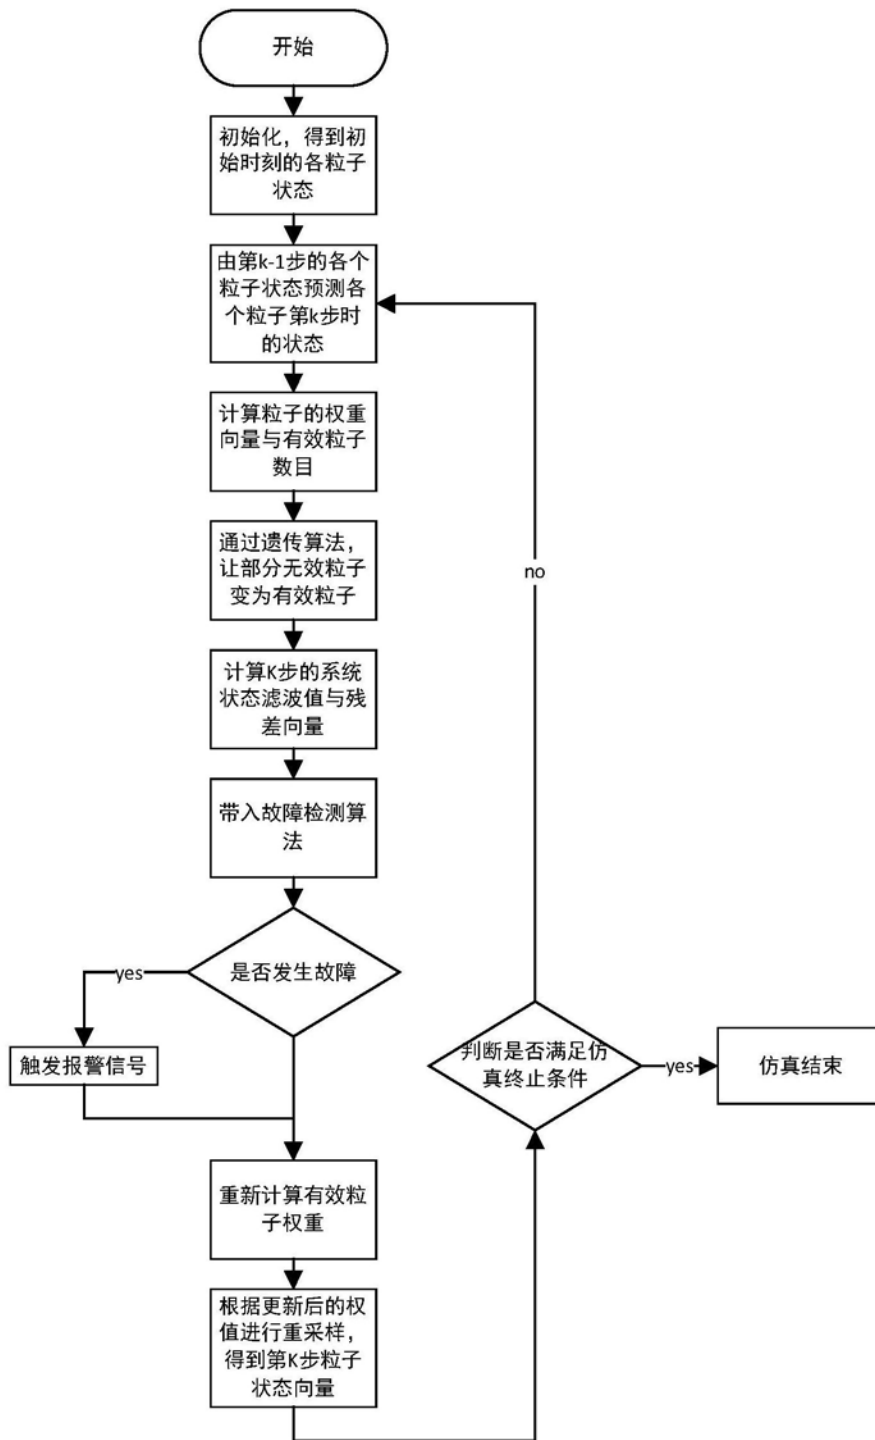 开始
初始化，得到初
始时刻的各粒子
状态
由第k-1步的各个
粒子状态预测各
个粒子第k步时
的状态
计算粒子的权重
向量与有效粒子
数目
通过遗传算法，
让部分无效粒子
变为有效粒子
计算K步的系统
状态滤波值与残
差向量
带入故障检测算
法
是否发生故障
yes
触发报警信号
重新计算有效粒
子权重
根据更新后的权
值进行重采样，
得到第K步粒子
状态向量
no
判断是否满足仿
真终止条件
yes
仿真结束